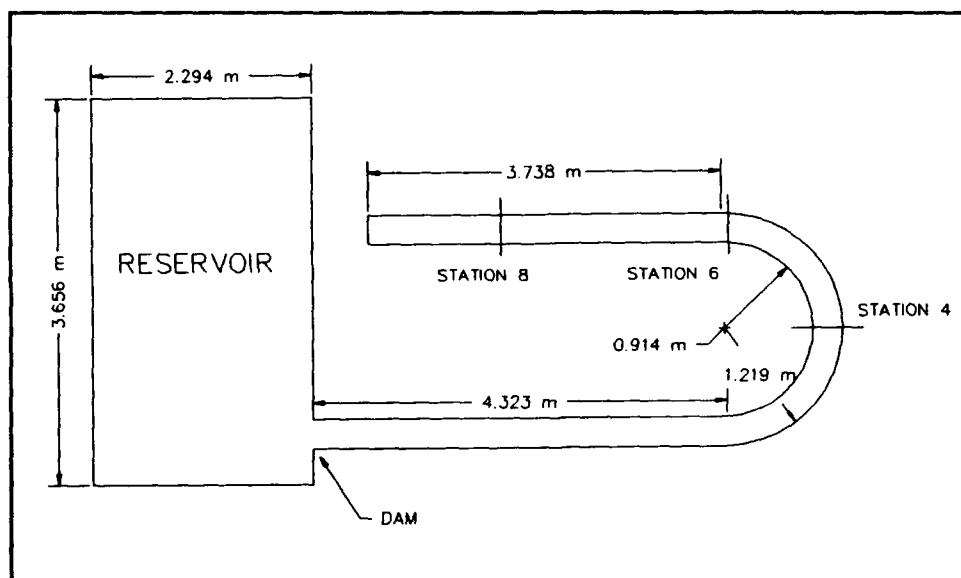 2.294 m
3.738 m
RESERVOIR
3.656 m
STATION 8
STATION 6
STATION 4
0.914 m
1.219 m
4.323 m
DAM